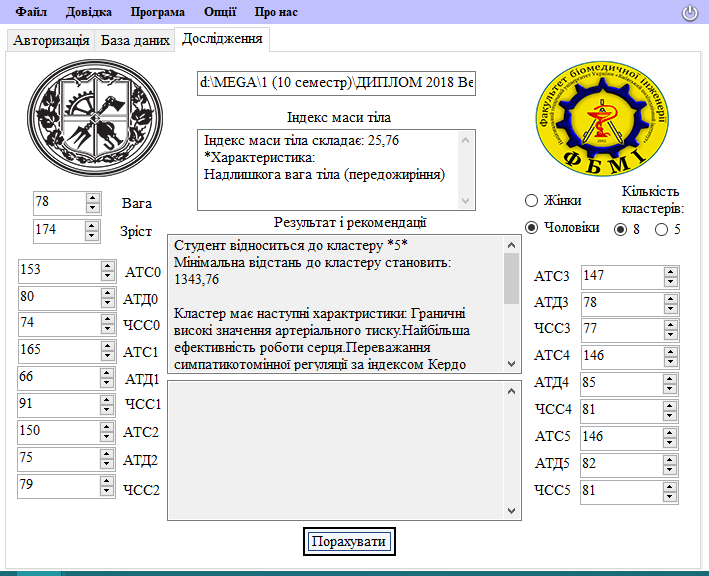 Файл Довідка Програма Опції Про нас
Авторизація База даних Дослідження
d:\MEGA\1 (10 семестр)\ДИПЛОМ 2018 Ве
Факультет біомедичної інженерії
ФБМІ
Індекс маси тіла
Індекс маси тіла складає: 25,76
*Характеристика:
Надлишкога вага тіла (передожиріння)
78 Вага
174 Зріст
Жінки
Чоловіки
Кількість
кластерів:
8 5
Результат і рекомендації
Студент відноситься до кластеру *5*
Мінімальна відстань до кластеру становить:
1343,76
Кластер має наступні характристики: Граничні
високі значення артеріального тиску.Найбільша
ефективність роботи серця.Переважання
симпатикотомінної регуляції за індексом Кердо
153 АТС0
80 АТД0
74 ЧСС0
165 АТС1
66 АТД1
91 ЧСС1
150 АТС2
75 АТД2
79 ЧСС2
АТС3 147
АТД3 78
ЧСС3 77
АТС4 146
АТД4 85
ЧСС4 81
АТС5 146
АТД5 82
ЧСС5 81
Порахувати